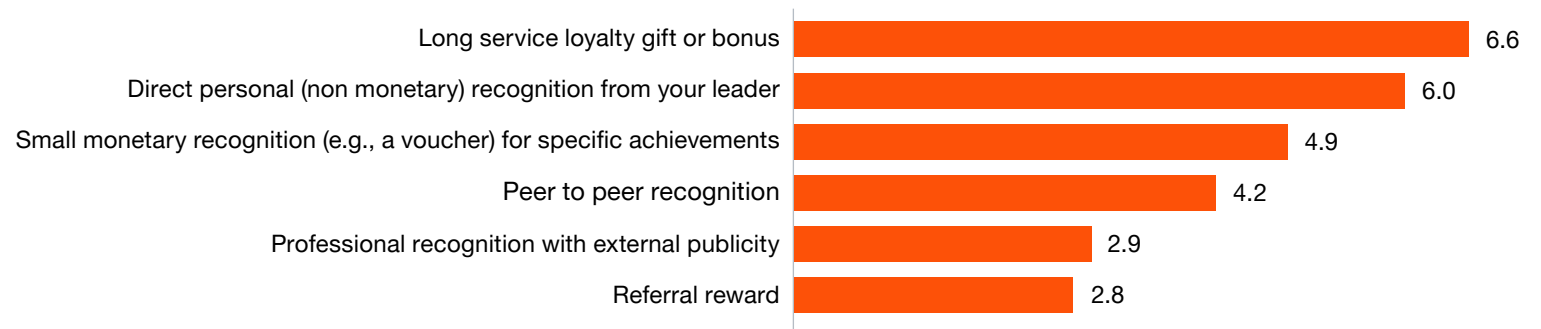 Long service loyalty gift or bonus 6.6
Direct personal (non monetary) recognition from your leader 6.0
Small monetary recognition (e.g., a voucher) for specific achievements 4.9
Peer to peer recognition 4.2
Professional recognition with external publicity 2.9
Referral reward 2.8